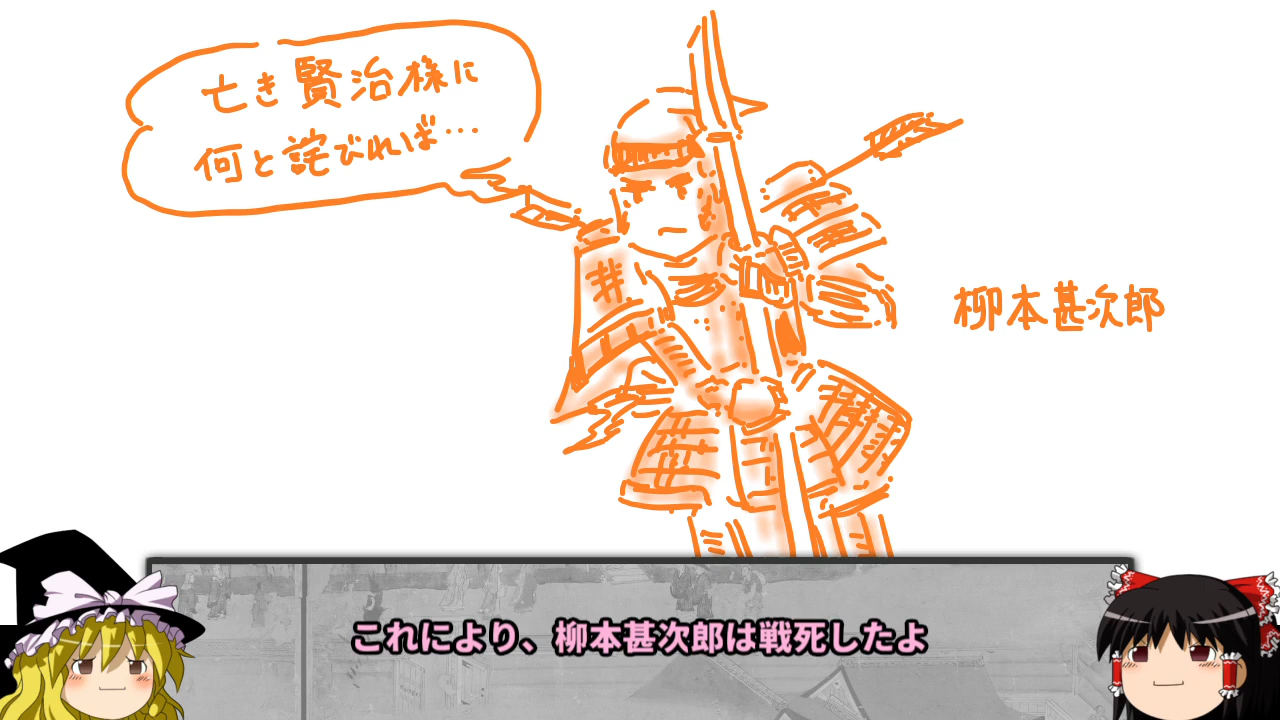 亡き賢治様に
何と詫びれば…
柳本甚次郎
これにより、柳本甚次郎は戦死したよ